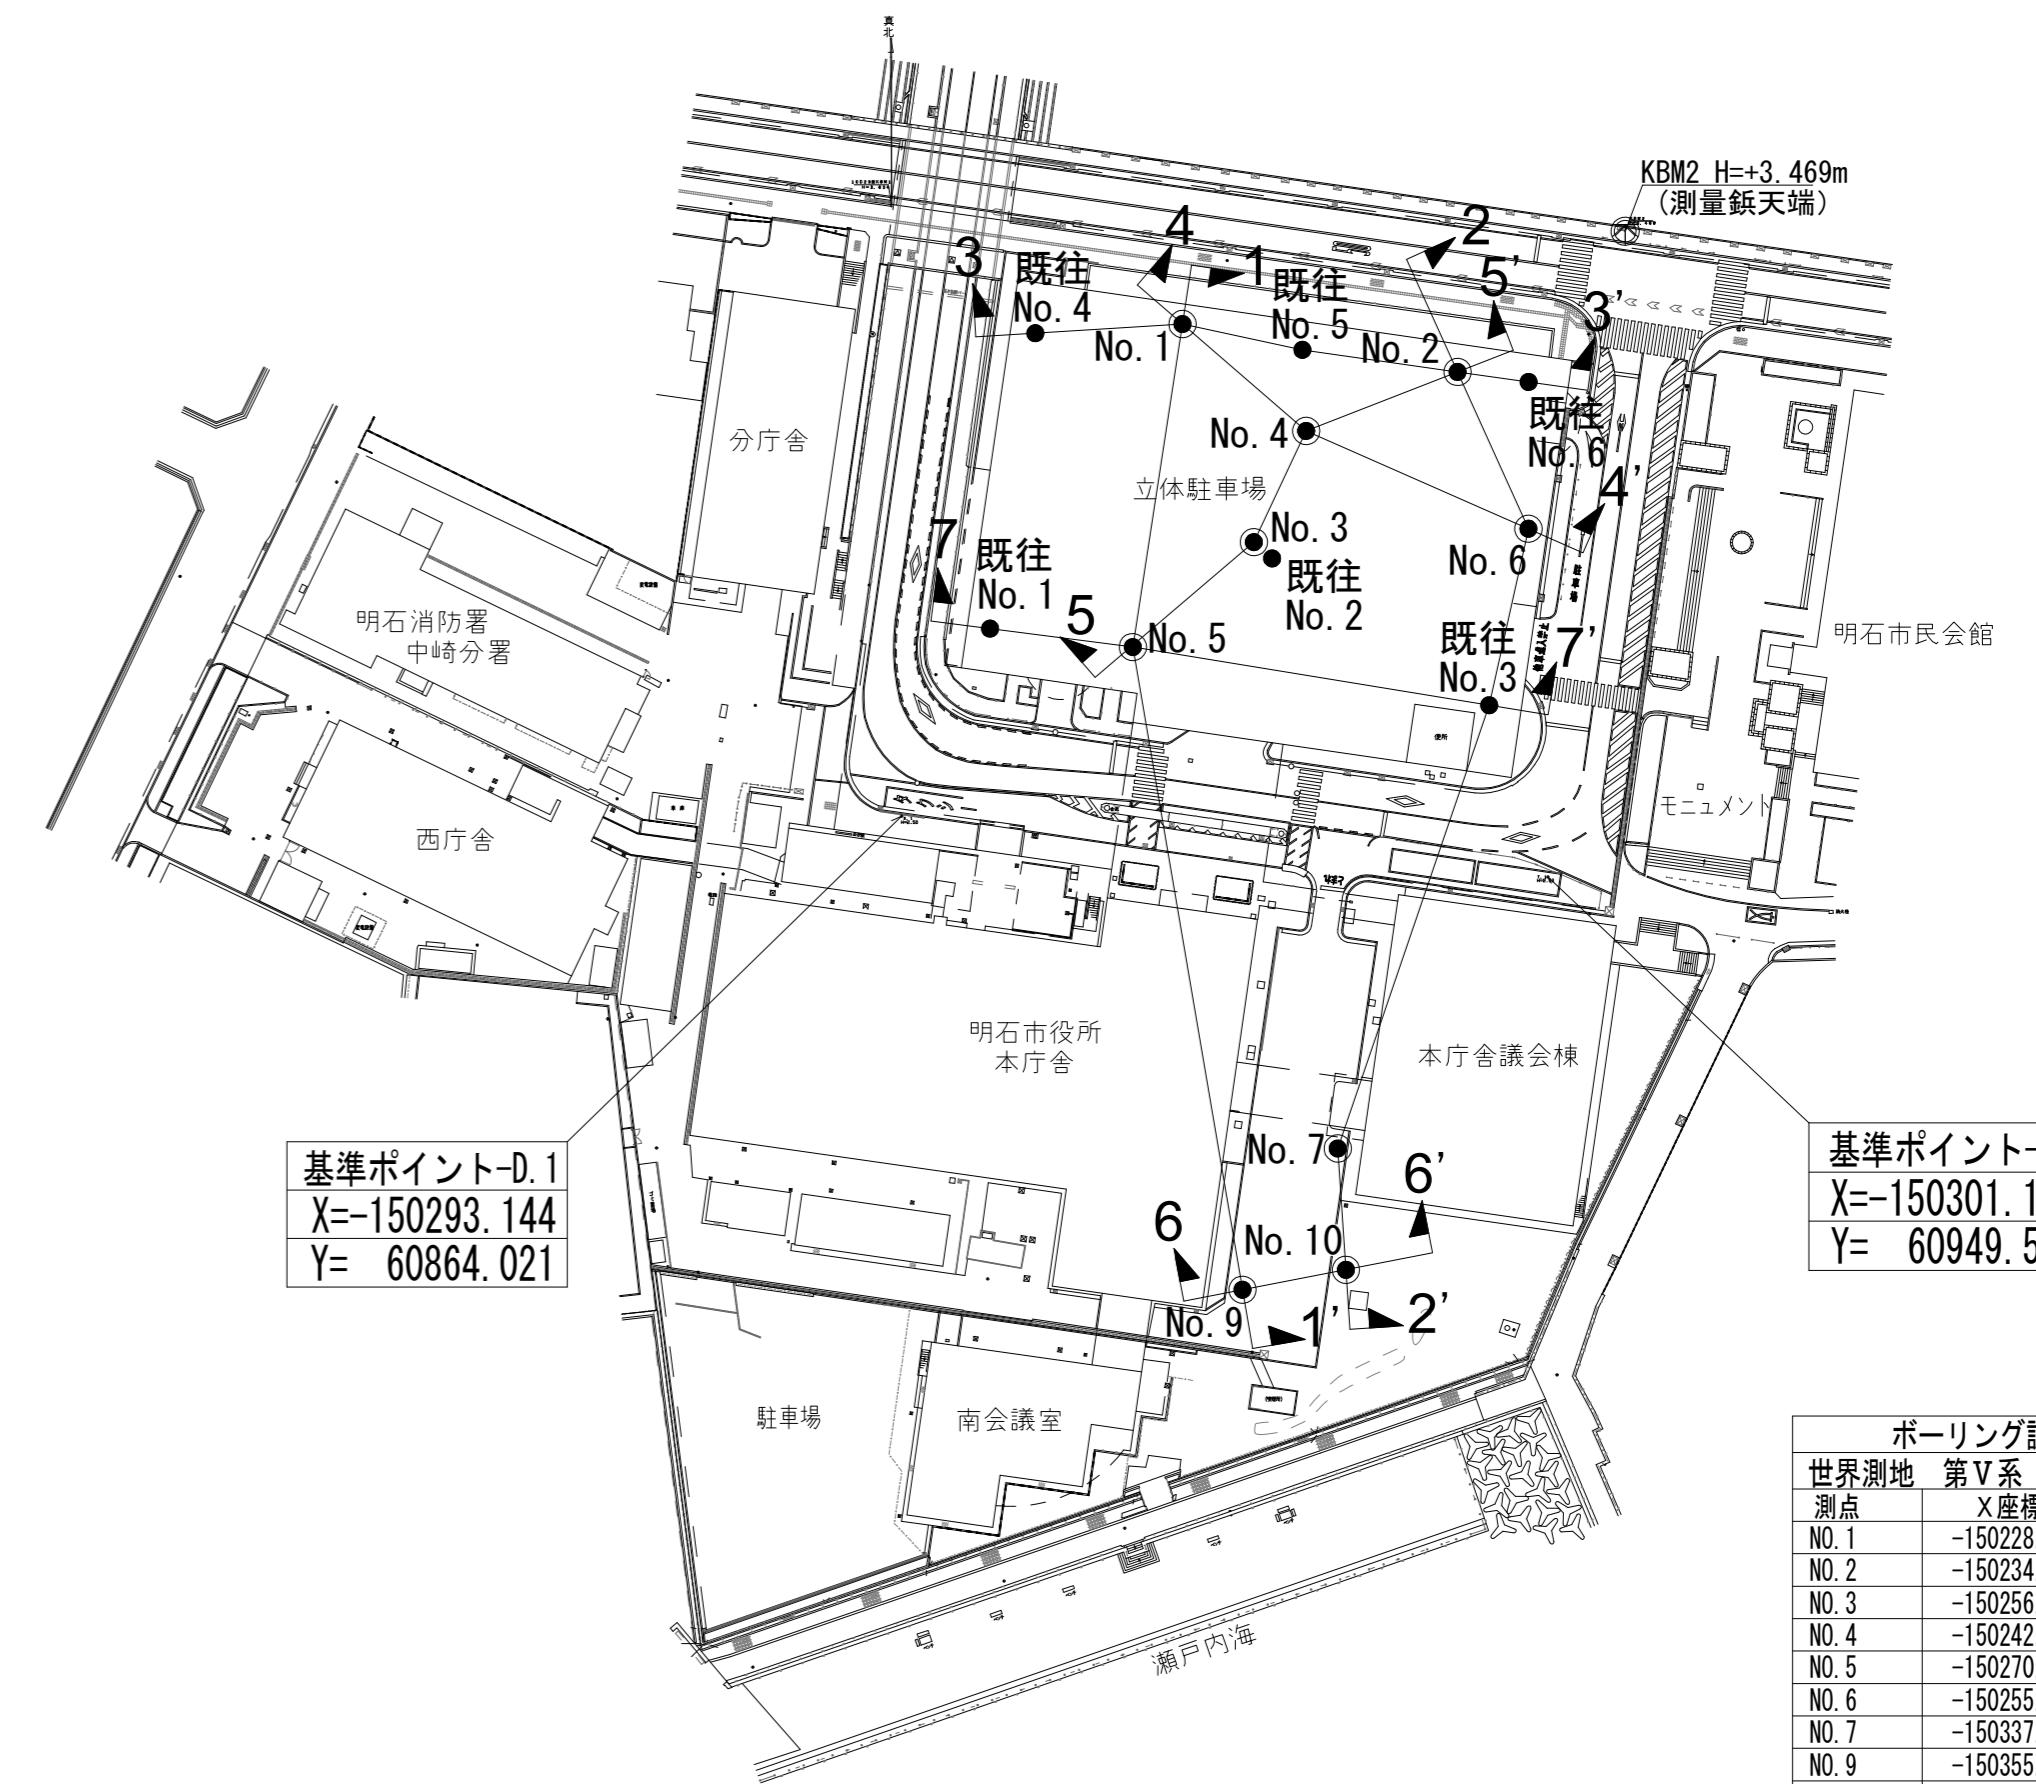 真
北
KBM2 H=+3.469m
(測量鋲天端)
4
2
3
既往
No.4
1
既往
No.5
5'
3'
No.1
No.2
既往
No.6
分庁舎
No.4
4'
立体駐車場
7
No.3
既往
No.1
既往
No.2
No.6
駐車場
5
No.5
既往
No.3
7'
明石消防署
中崎分署
明石市民会館
便所
モニュメント
西庁舎
明石市役所
本庁舎
本庁舎議会棟
基準ポイント-D.1
X=-150293.144
Y= 60864.021
基準ポイント-
X=-150301.1
Y= 60949.5
No.7
6'
6
No.10
No.9
1'
2'
駐車場
南会議室
瀬戸内海
ボーリング
世界測地 第Ⅴ系
測点 X座標
NO.1 -150228
NO.2 -150234
NO.3 -150256
NO.4 -150242
NO.5 -150270
NO.6 -150255
NO.7 -150337
NO.9 -150355